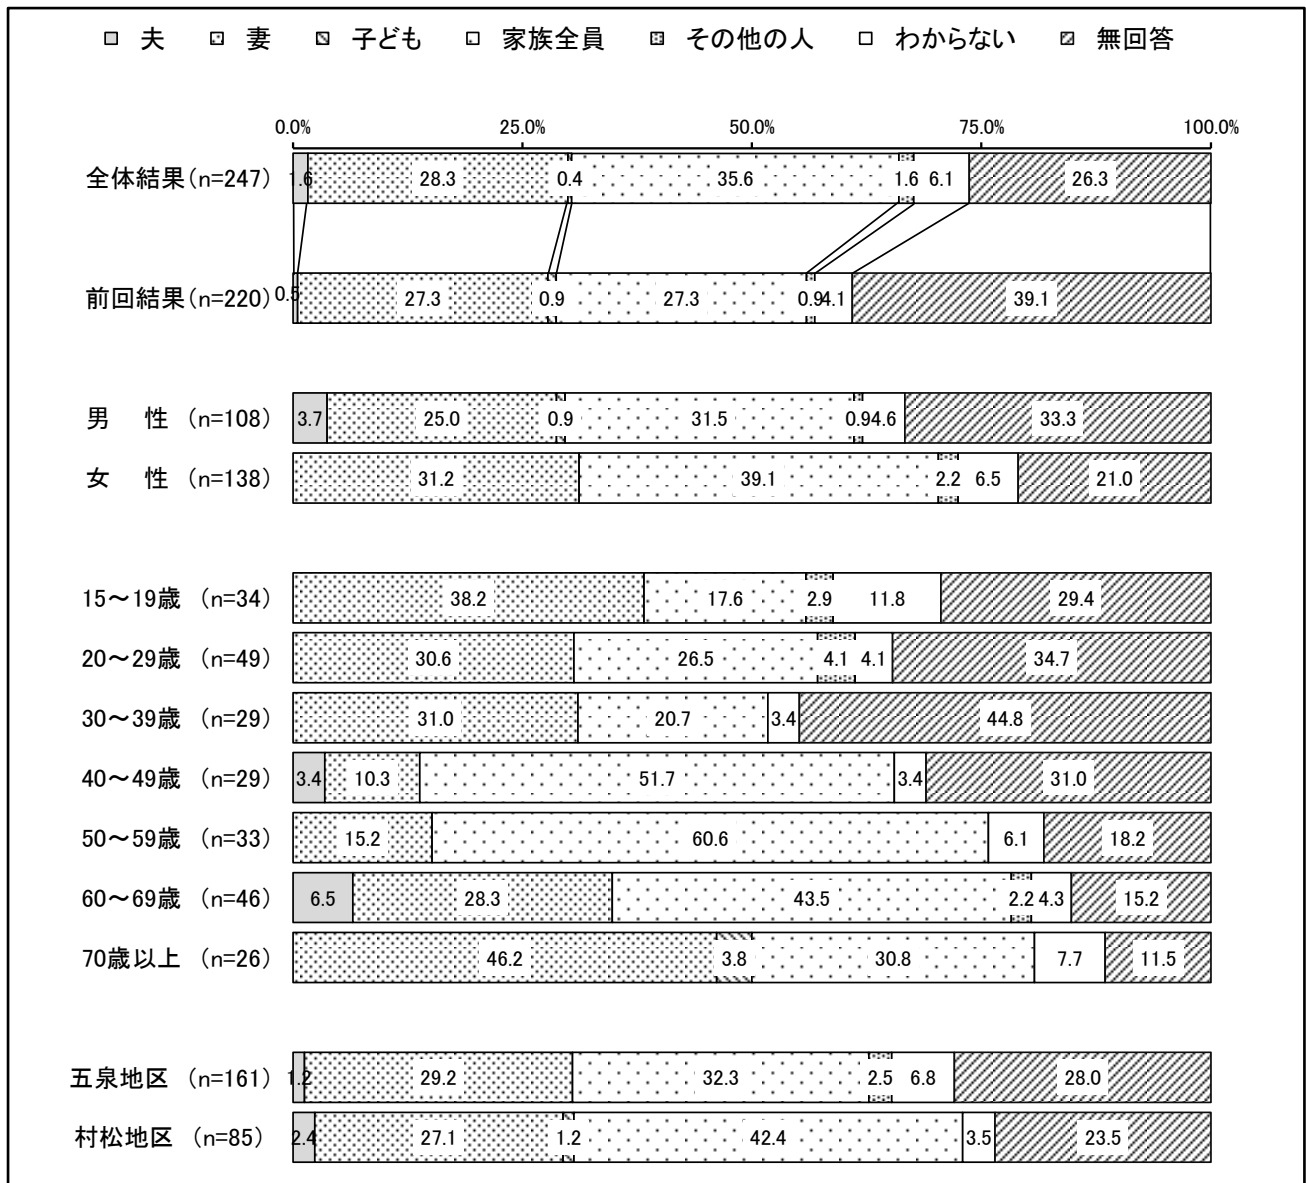 夫 妻 子ども 家族全員 その他の人 わからない 無回答
0.0% 25.0% 50.0% 75.0% 100.0%
全体結果(n=247) 1.6 28.3 0.4 35.6 1.6 6.1 26.3
前回結果(n=220) 0.5 27.3 0.9 27.3 0.9 4.1 39.1
男 性 (n=108) 3.7 25.0 0.9 31.5 0.9 4.6 33.3
女 性 (n=138) 31.2 39.1 2.2 6.5 21.0
15～19歳 (n=34) 38.2 17.6 2.9 11.8 29.4
20～29歳 (n=49) 30.6 26.5 4.1 4.1 34.7
30～39歳 (n=29) 31.0 20.7 3.4 44.8
40～49歳 (n=29) 3.4 10.3 51.7 3.4 31.0
50～59歳 (n=33) 15.2 60.6 6.1 18.2
60～69歳 (n=46) 6.5 28.3 43.5 2.2 4.3 15.2
70歳以上 (n=26) 46.2 3.8 30.8 7.7 11.5
五泉地区 (n=161) 1.2 29.2 32.3 2.5 6.8 28.0
村松地区 (n=85) 2.4 27.1 1.2 42.4 3.5 23.5